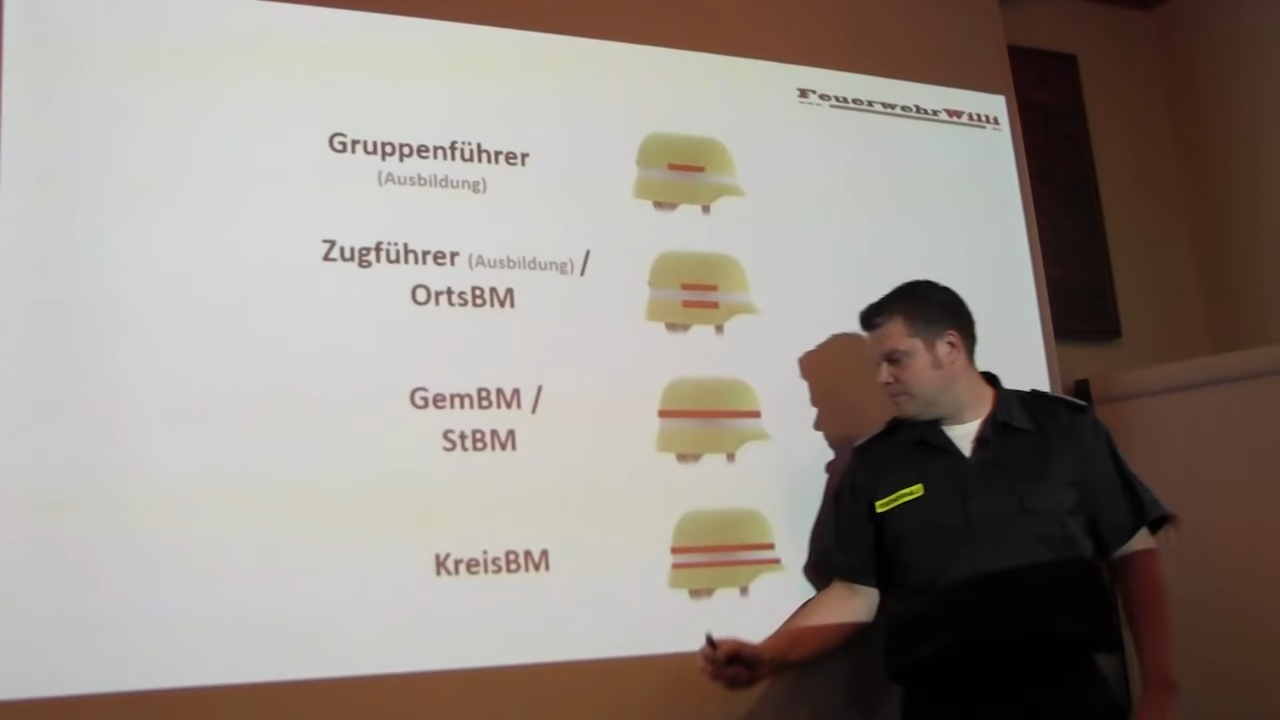 FeuerwehrWilli
Gruppenführer
(Ausbildung)
Zugführer (Ausbildung) /
OrtsBM
GemBM /
StBM
KreisBM